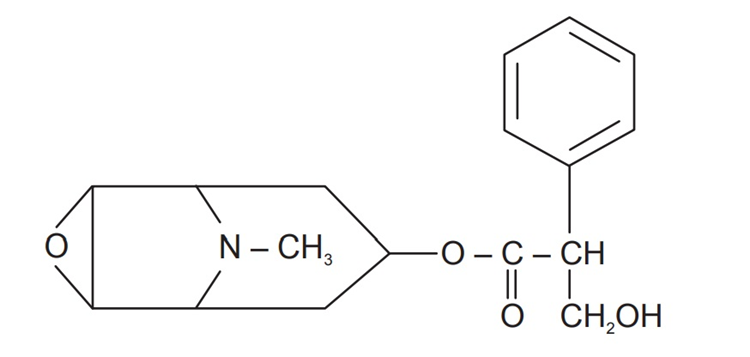 O N – CH₃ O – C – CH
O CH₂OH